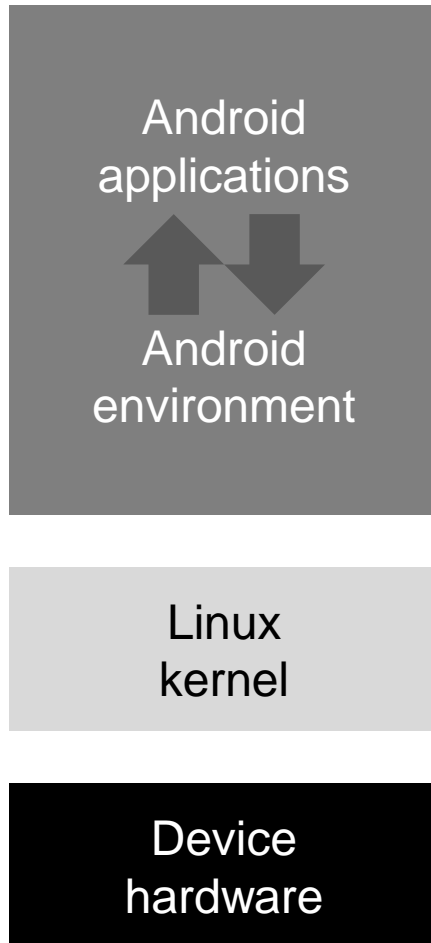 Android
applications
Android
environment
Linux
kernel
Device
hardware